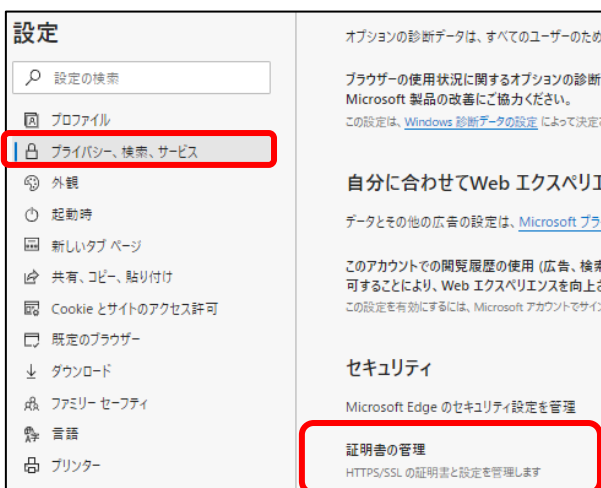 設定
設定の検索
プロファイル
プライバシー、検索、サービス
外観
起動時
新しいタブ ページ
共有、コピー、貼り付け
Cookie とサイトのアクセス許可
既定のブラウザー
ダウンロード
ファミリー セーフティ
言語
プリンター
オプションの診断データは、すべてのユーザーのため
ブラウザーの使用状況に関するオプションの診断
Microsoft 製品の改善にご協力ください。
この設定は、Windows 診断データの設定 によって決定
自分に合わせてWeb エクスペリエ
データとその他の広告の設定は、Microsoft プラ
このアカウントでの閲覧履歴の使用 (広告、検索
可することにより、Web エクスペリエンスを向上さ
この設定を有効にするには、Microsoft アカウントでサイン
セキュリティ
Microsoft Edge のセキュリティ設定を管理
証明書の管理
HTTPS/SSL の証明書と設定を管理します